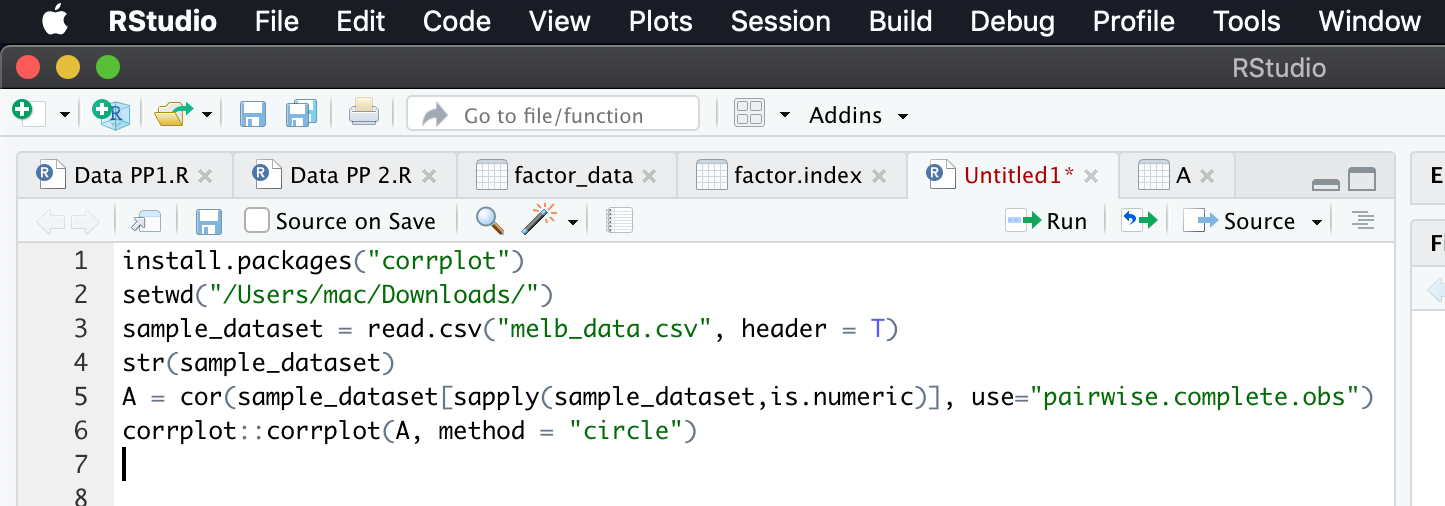 RStudio File Edit Code View Plots Session Build Debug Profile Tools Window
RStudio
Go to file/function Addins
Data PP1.R Data PP 2.R factor_data factor.index Untitled1* A
Source on Save Run Source
1 install.packages("corrplot")
2 setwd("/Users/mac/Downloads/")
3 sample_dataset = read.csv("melb_data.csv", header = T)
4 str(sample_dataset)
5 A = cor(sample_dataset[sapply(sample_dataset,is.numeric)], use="pairwise.complete.obs")
6 corrplot::corrplot(A, method = "circle")
7
8